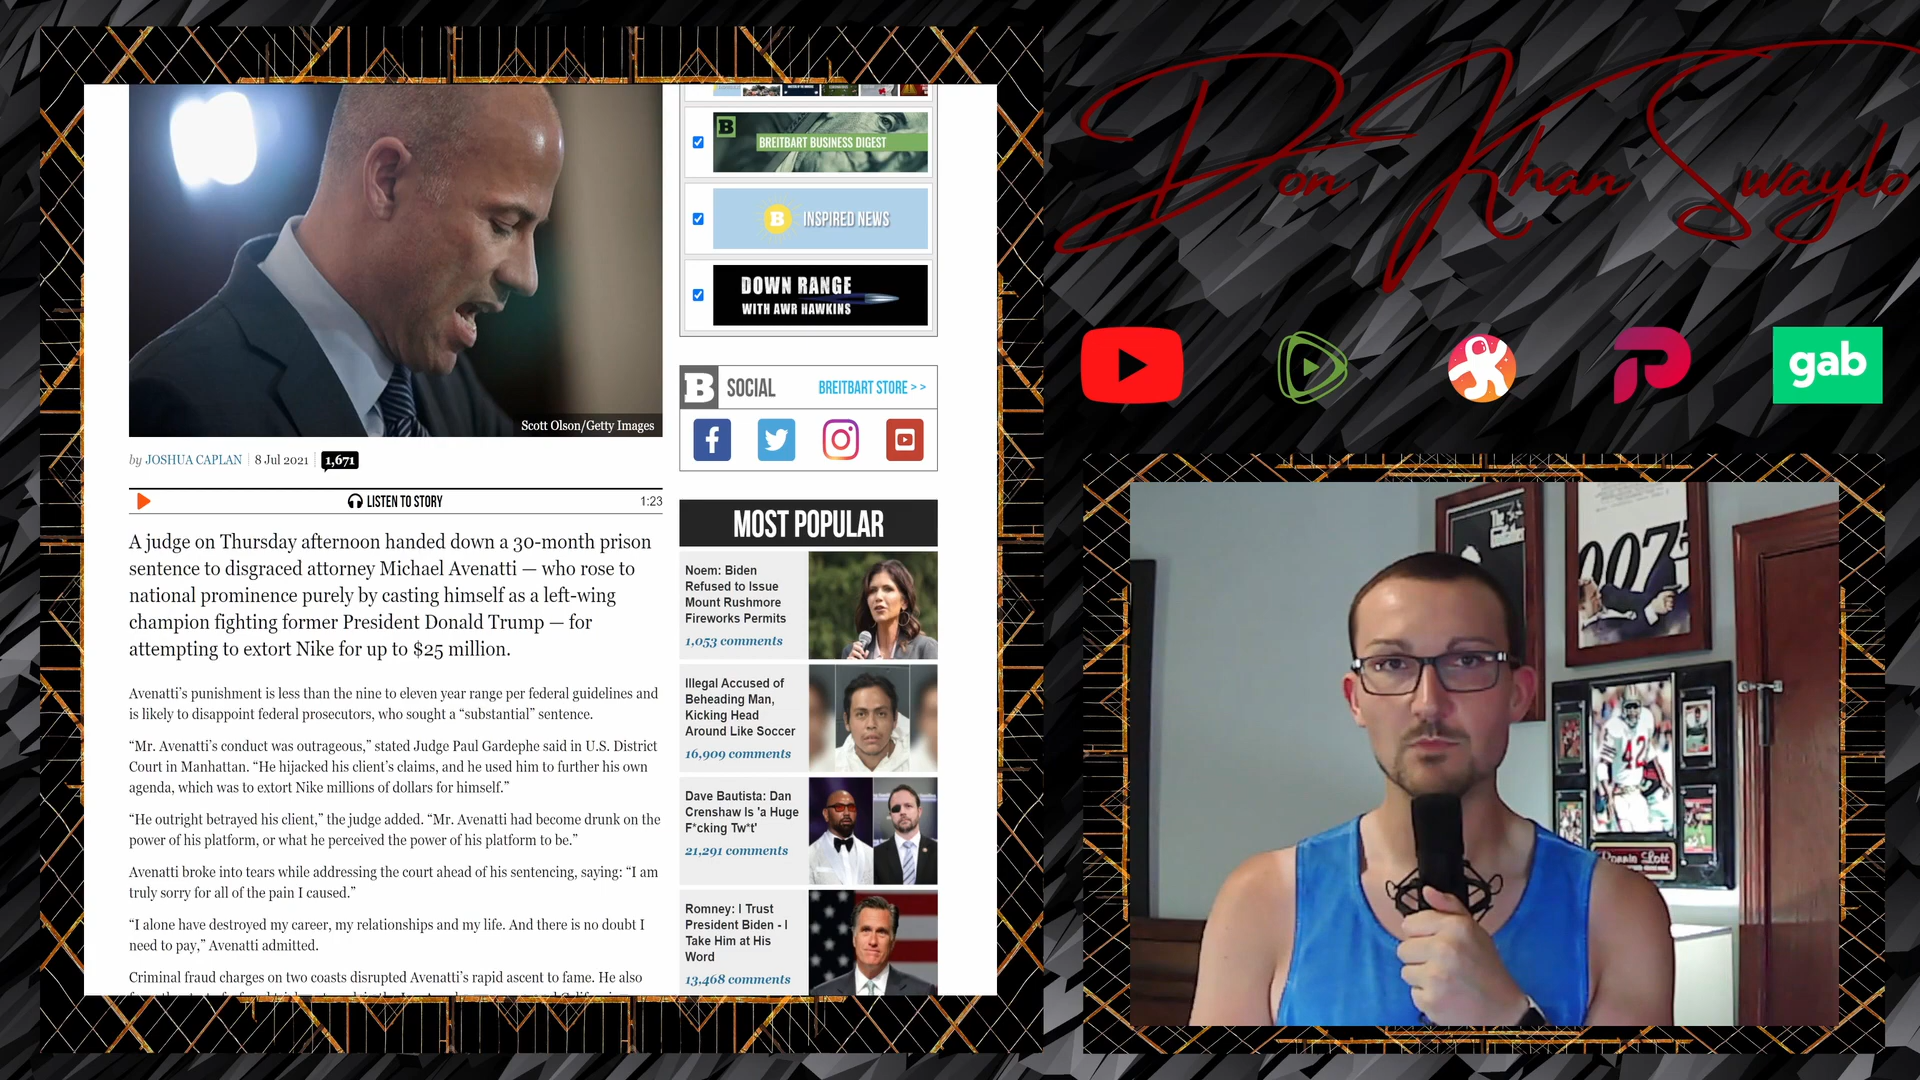 Scott Olson/Getty Images
by JOSHUA CAPLAN | 8 Jul 2021 | 1,671
LISTEN TO STORY 1:23
A judge on Thursday afternoon handed down a 30-month prison
sentence to disgraced attorney Michael Avenatti — who rose to
national prominence purely by casting himself as a left-wing
champion fighting former President Donald Trump — for
attempting to extort Nike for up to $25 million.
Avenatti's punishment is less than the nine to eleven year range per federal guidelines and
is likely to disappoint federal prosecutors, who sought a “substantial” sentence.
“Mr. Avenatti's conduct was outrageous,” stated Judge Paul Gardephe said in U.S. District
Court in Manhattan. “He hijacked his client's claims, and he used him to further his own
agenda, which was to extort Nike millions of dollars for himself.”
“He outright betrayed his client,” the judge added. “Mr. Avenatti had become drunk on the
power of his platform, or what he perceived the power of his platform to be.”
Avenatti broke into tears while addressing the court ahead of his sentencing, saying: “I am
truly sorry for all of the pain I caused.”
“I alone have destroyed my career, my relationships and my life. And there is no doubt I
need to pay,” Avenatti admitted.
Criminal fraud charges on two coasts disrupted Avenatti's rapid ascent to fame. He also
B
BREITBART BUSINESS DIGEST
B INSPIRED NEWS
DOWN RANGE
WITH AWR HAWKINS
B SOCIAL BREITBART STORE > >
MOST POPULAR
Noem: Biden
Refused to Issue
Mount Rushmore
Fireworks Permits
1,053 comments
Illegal Accused of
Beheading Man,
Kicking Head
Around Like Soccer
16,909 comments
Dave Bautista: Dan
Crenshaw Is 'a Huge
F*cking Tw*t'
21,291 comments
Romney: I Trust
President Biden - I
Take Him at His
Word
13,468 comments
Don Khan Swaylo
gab
The
007
42
Ronnie Lott